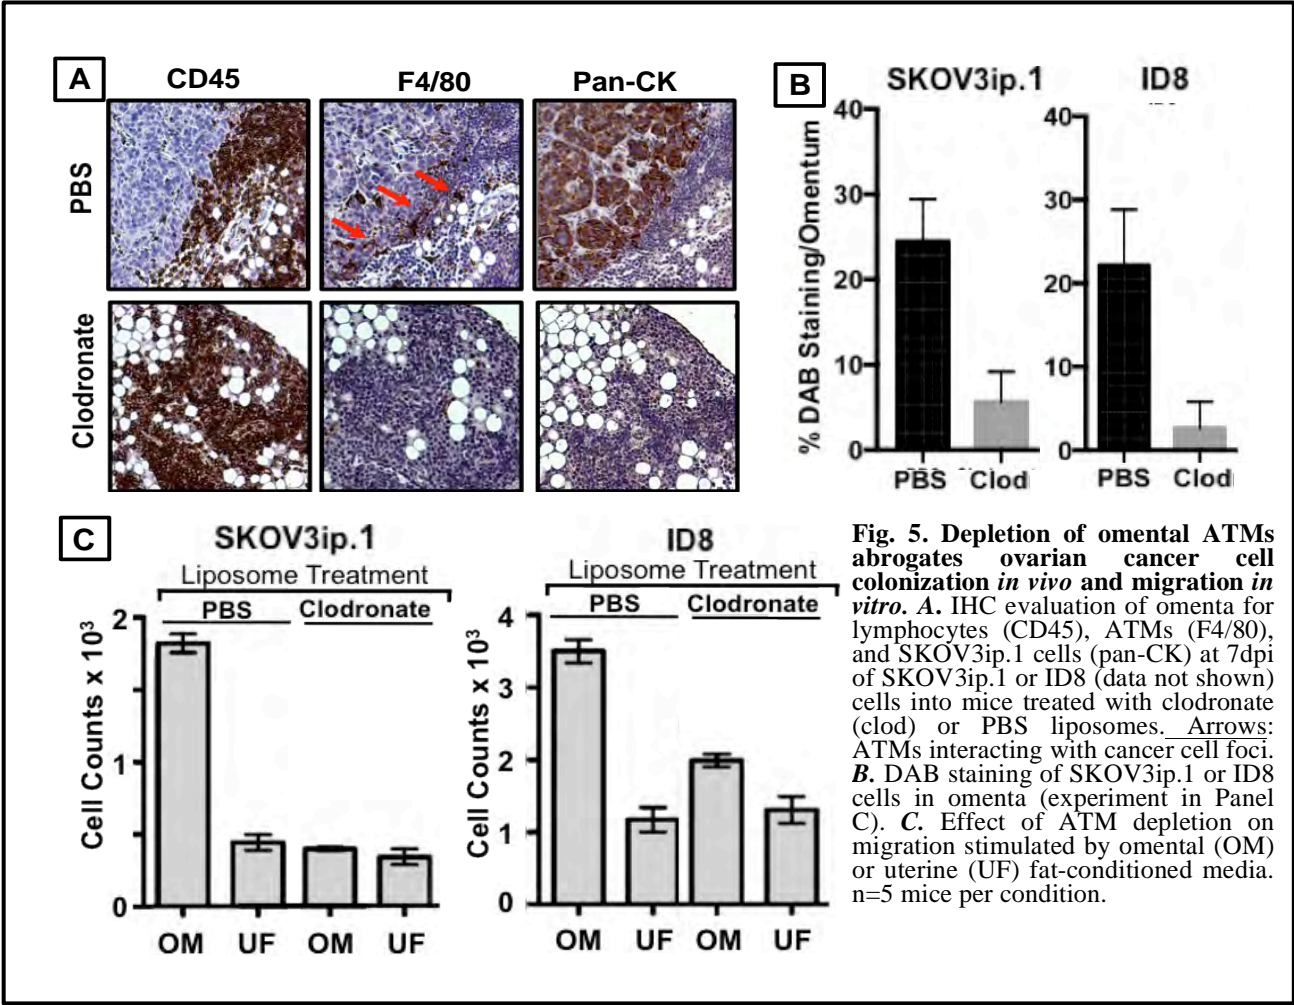 A
CD45
F4/80
Pan-CK
PBS
Clodronate
B
SKOV3ip.1
ID8
% DAB Staining/Omentum
40
30
20
10
0
PBS
Clod
40
30
20
10
0
PBS
Clod
C
SKOV3ip.1
Liposome Treatment
PBS
Clodronate
Cell Counts x 10³
2
1
0
OM
UF
OM
UF
ID8
Liposome Treatment
PBS
Clodronate
Cell Counts x 10³
4
3
2
1
0
OM
UF
OM
UF
Fig. 5. Depletion of omental ATMs
abrogates ovarian cancer cell
colonization in vivo and migration in
vitro. A. IHC evaluation of omenta for
lymphocytes (CD45), ATMs (F4/80),
and SKOV3ip.1 cells (pan-CK) at 7dpi
of SKOV3ip.1 or ID8 (data not shown)
cells into mice treated with clodronate
(clod) or PBS liposomes. Arrows:
ATMs interacting with cancer cell foci.
B. DAB staining of SKOV3ip.1 or ID8
cells in omenta (experiment in Panel
C). C. Effect of ATM depletion on
migration stimulated by omental (OM)
or uterine (UF) fat-conditioned media.
n=5 mice per condition.